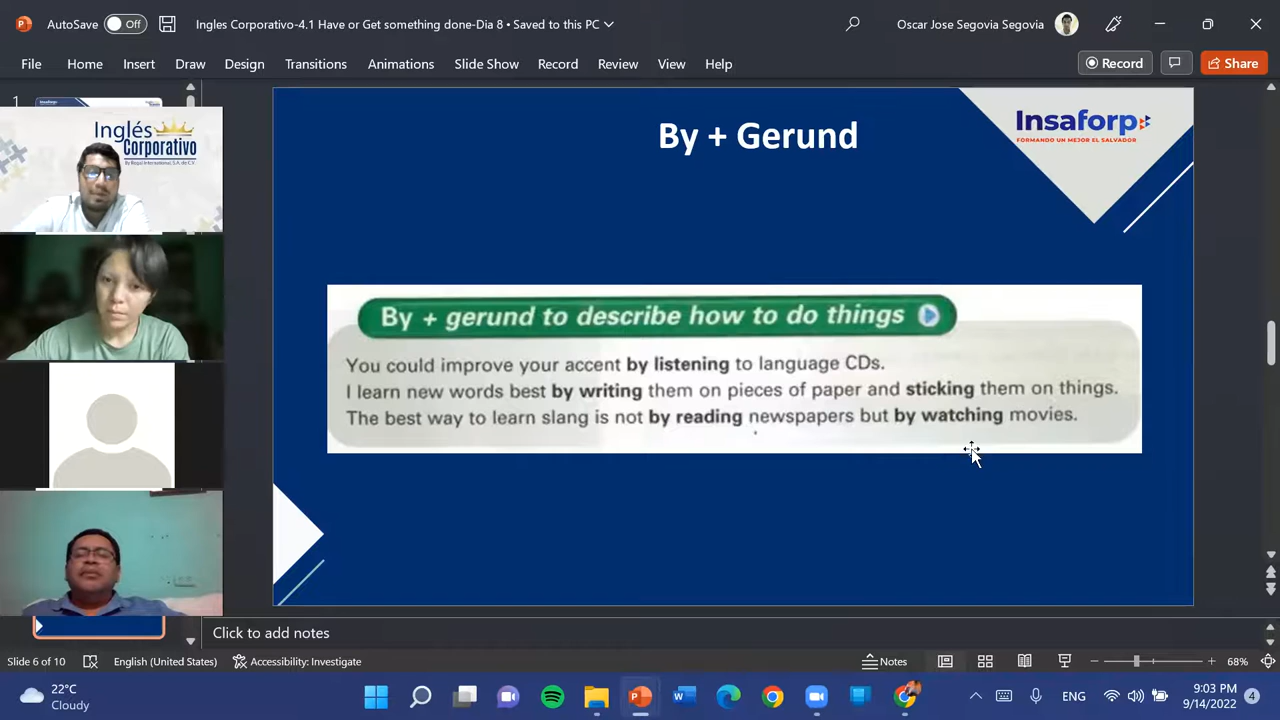 AutoSave Off Ingles Corporativo-4.1 Have or Get something done-Dia 8 • Saved to this PC Oscar Jose Segovia Segovia
File Home Insert Draw Design Transitions Animations Slide Show Record Review View Help Record Share
1
Inglés
Corporativo
By Regal International, S.A. de C.V.
By + Gerund
Insaforp
FORMANDO UN MEJOR EL SALVADOR
By + gerund to describe how to do things
You could improve your accent by listening to language CDs.
I learn new words best by writing them on pieces of paper and sticking them on things.
The best way to learn slang is not by reading newspapers but by watching movies.
Click to add notes
Slide 6 of 10 English (United States) Accessibility: Investigate Notes 68%
22°C
Cloudy
ENG
9:03 PM
9/14/2022
4